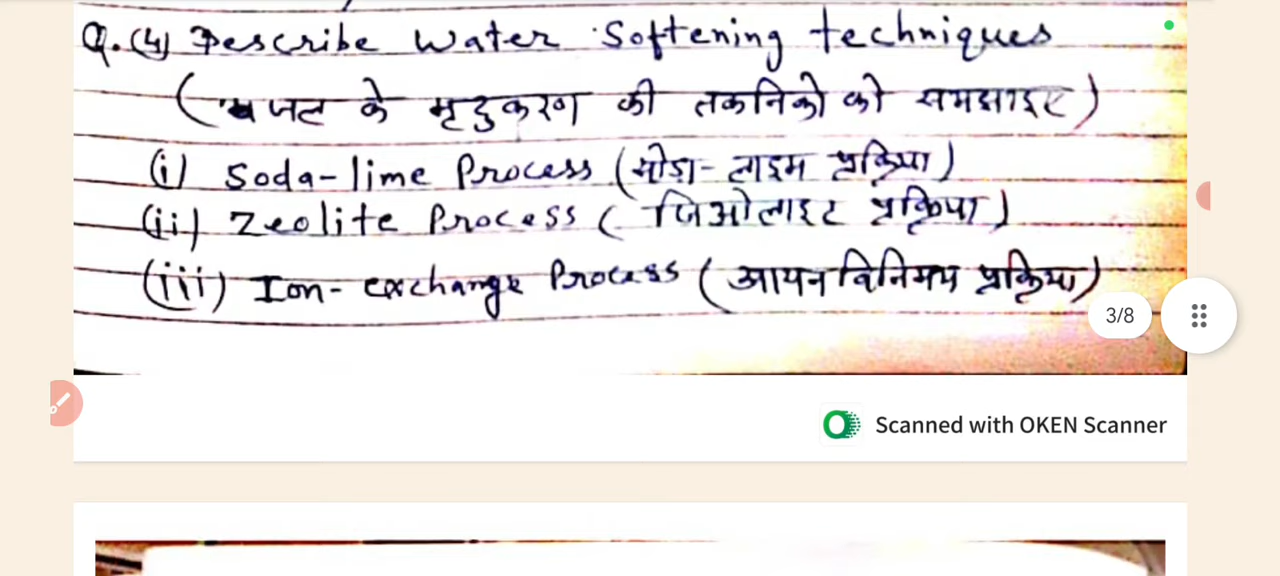 Q.(4) Describe Water Softening techniques
(जल के मृदुकरण की तकनिको को समझाइए)
(i) Soda-lime Process (सोडा-लाइम प्रक्रिया)
(ii) Zeolite Process (जिओलाइट प्रक्रिया)
(iii) Ion-exchange Process (आयन विनिमय प्रक्रिया)
3/8
Scanned with OKEN Scanner